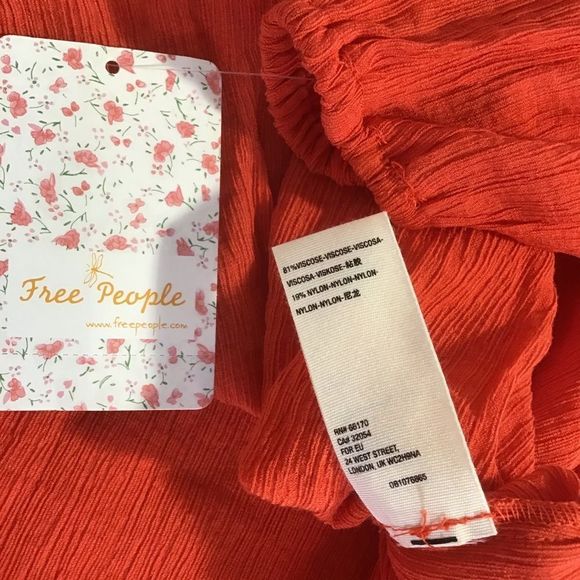 Free People
www.freepeople.com
81%VISCOSE-VISCOSE-VISCOSA-
VISCOSA-VISKOSE-粘胶
19% NYLON-NYLON-NYLON-
NYLON-NYLON-尼龙
RN# 66170
CA# 32054
FOR EU
24 WEST STREET,
LONDON, UK WC2H9NA
OB1076865